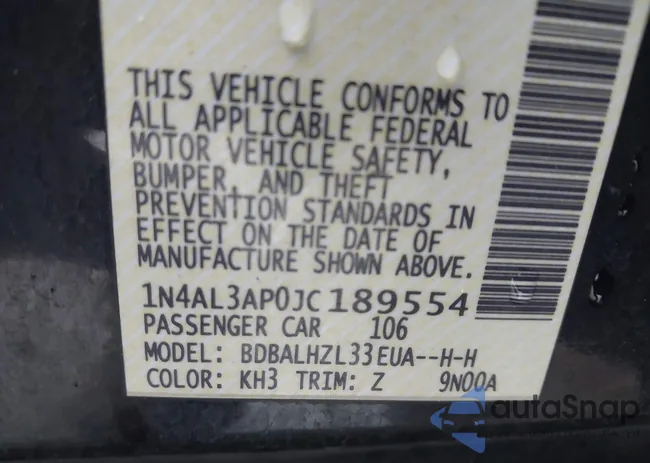 THIS VEHICLE CONFORMS TO
ALL APPLICABLE FEDERAL
MOTOR VEHICLE SAFETY,
BUMPER, AND THEFT
PREVENTION STANDARDS IN
EFFECT ON THE DATE OF
MANUFACTURE SHOWN ABOVE.
1N4AL3AP0JC189554
PASSENGER CAR 106
MODEL: BDBALHZL33EUA--H-H
COLOR: KH3 TRIM: Z 9N00A
autoSnap